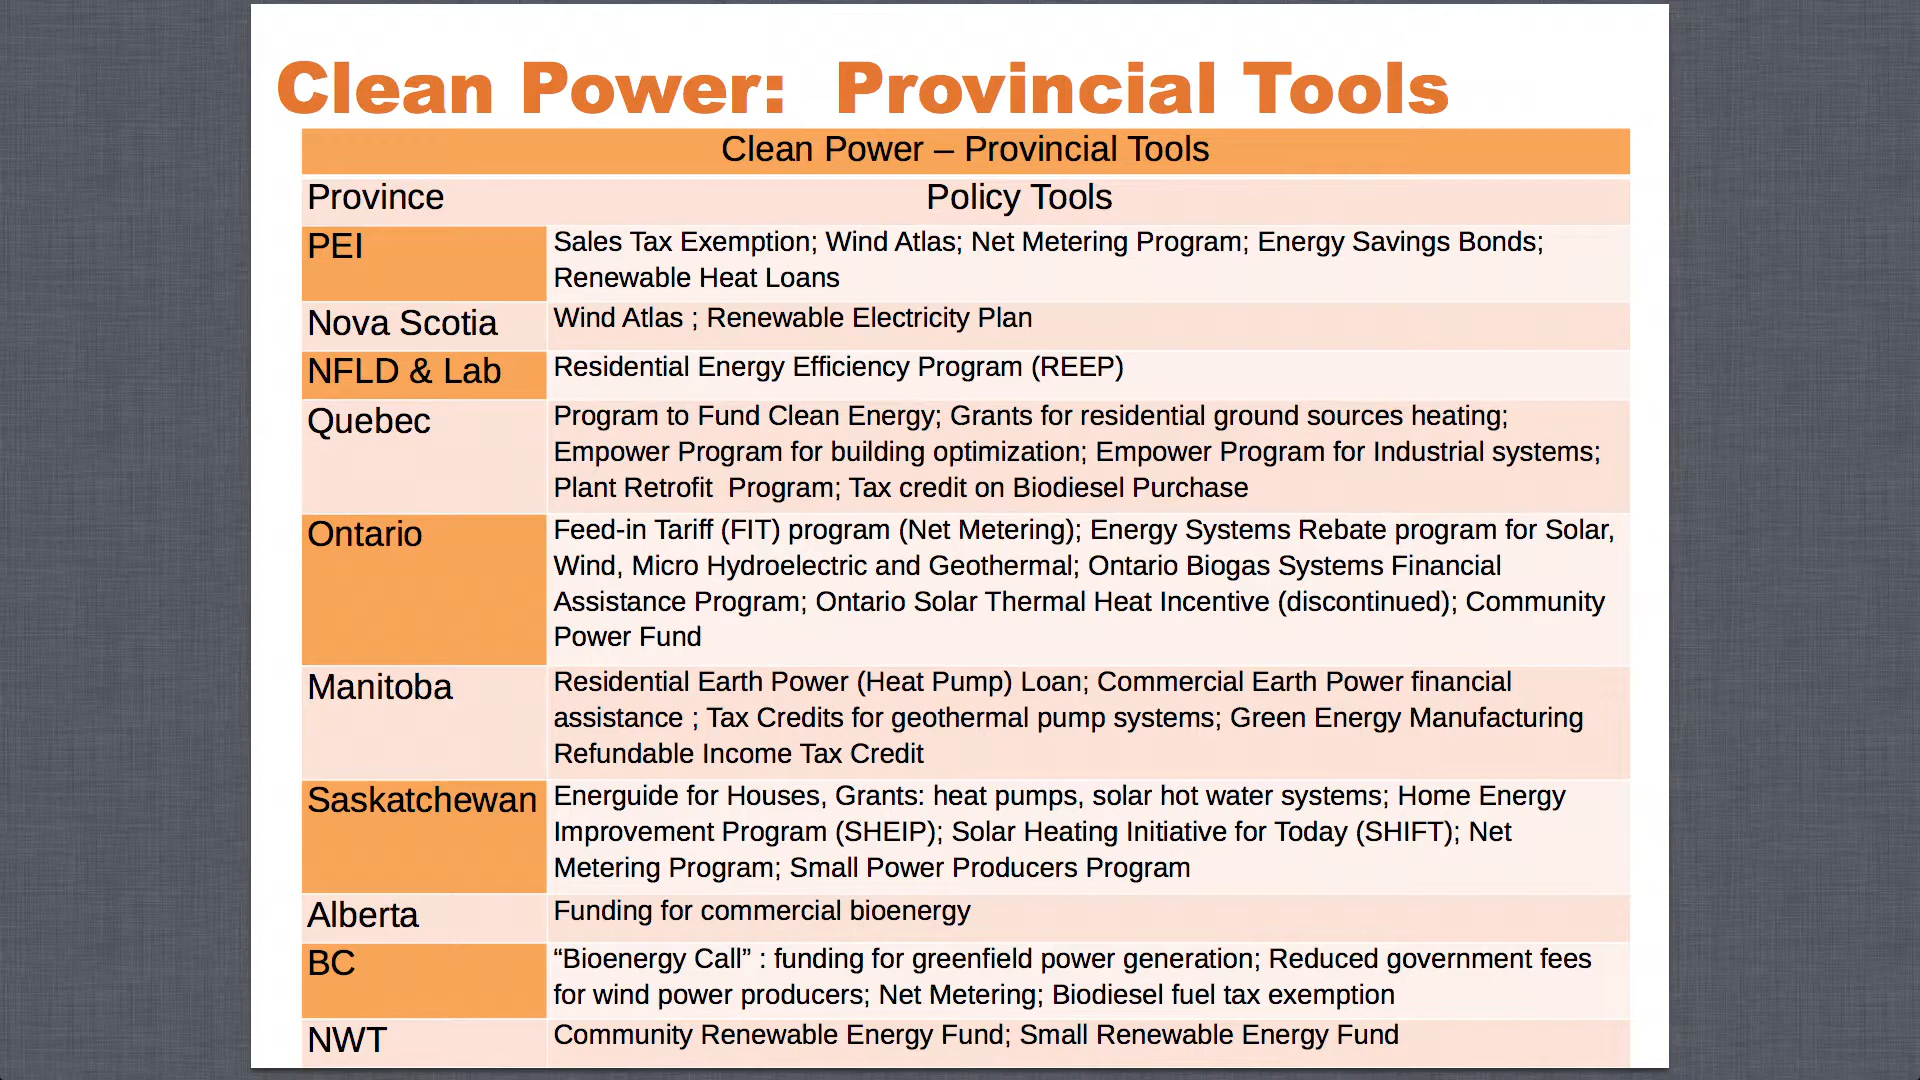 Clean Power:  Provincial Tools
Clean Power – Provincial Tools
Province Policy Tools
PEI
Sales Tax Exemption; Wind Atlas; Net Metering Program; Energy Savings Bonds;
Renewable Heat Loans
Nova Scotia
Wind Atlas ; Renewable Electricity Plan
NFLD & Lab
Residential Energy Efficiency Program (REEP)
Quebec
Program to Fund Clean Energy; Grants for residential ground sources heating;
Empower Program for building optimization; Empower Program for Industrial systems;
Plant Retrofit  Program; Tax credit on Biodiesel Purchase
Ontario
Feed-in Tariff (FIT) program (Net Metering); Energy Systems Rebate program for Solar,
Wind, Micro Hydroelectric and Geothermal; Ontario Biogas Systems Financial
Assistance Program; Ontario Solar Thermal Heat Incentive (discontinued); Community
Power Fund
Manitoba
Residential Earth Power (Heat Pump) Loan; Commercial Earth Power financial
assistance ; Tax Credits for geothermal pump systems; Green Energy Manufacturing
Refundable Income Tax Credit
Saskatchewan
Energuide for Houses, Grants: heat pumps, solar hot water systems; Home Energy
Improvement Program (SHEIP); Solar Heating Initiative for Today (SHIFT); Net
Metering Program; Small Power Producers Program
Alberta
Funding for commercial bioenergy
BC
“Bioenergy Call” : funding for greenfield power generation; Reduced government fees
for wind power producers; Net Metering; Biodiesel fuel tax exemption
NWT
Community Renewable Energy Fund; Small Renewable Energy Fund